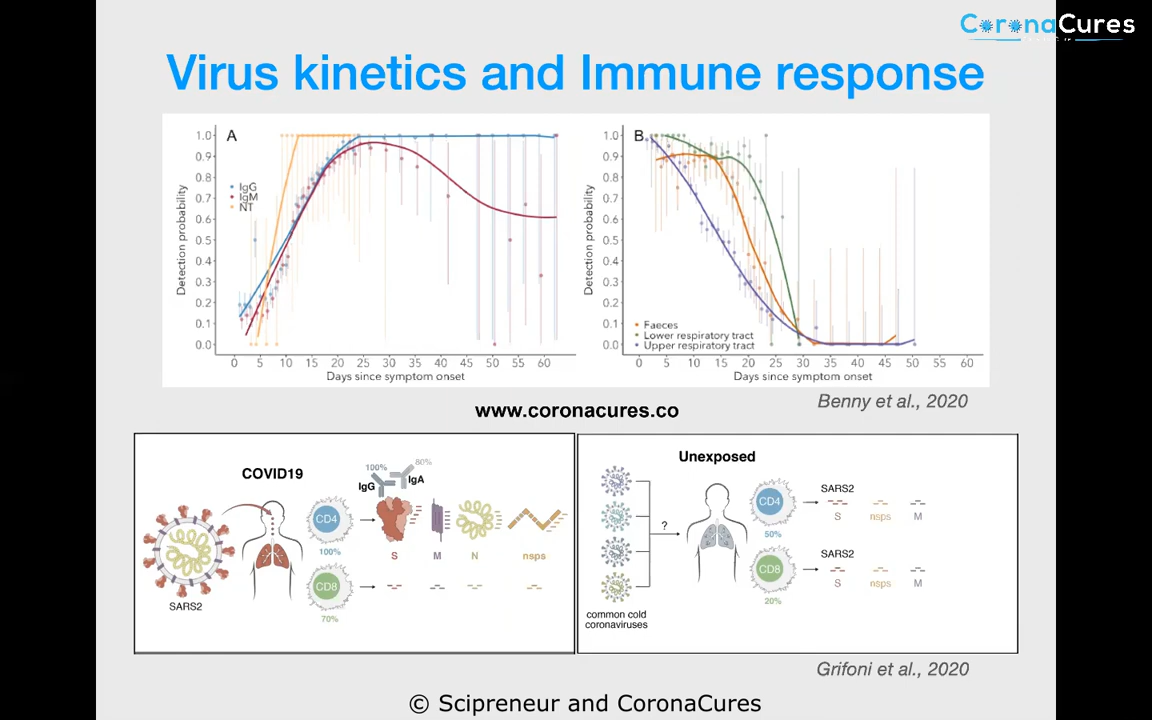 CoronaCures
Virus kinetics and Immune response
A
1.0
0.9
0.8
0.7
0.6
0.5
0.4
0.3
0.2
0.1
0.0
Detection probability
IgG
IgM
NT
0 5 10 15 20 25 30 35 40 45 50 55 60
Days since symptom onset
B
1.0
0.9
0.8
0.7
0.6
0.5
0.4
0.3
0.2
0.1
0.0
Detection probability
Faeces
Lower respiratory tract
Upper respiratory tract
0 5 10 15 20 25 30 35 40 45 50 55 60
Days since symptom onset
Benny et al., 2020
www.coronacures.co
COVID19
100% 80%
IgG IgA
CD4
100%
S M N nsps
CD8
70%
SARS2
Unexposed
?
common cold
coronaviruses
CD4
50%
SARS2
S nsps M
CD8
20%
SARS2
S nsps M
Grifoni et al., 2020
© Scipreneur and CoronaCures